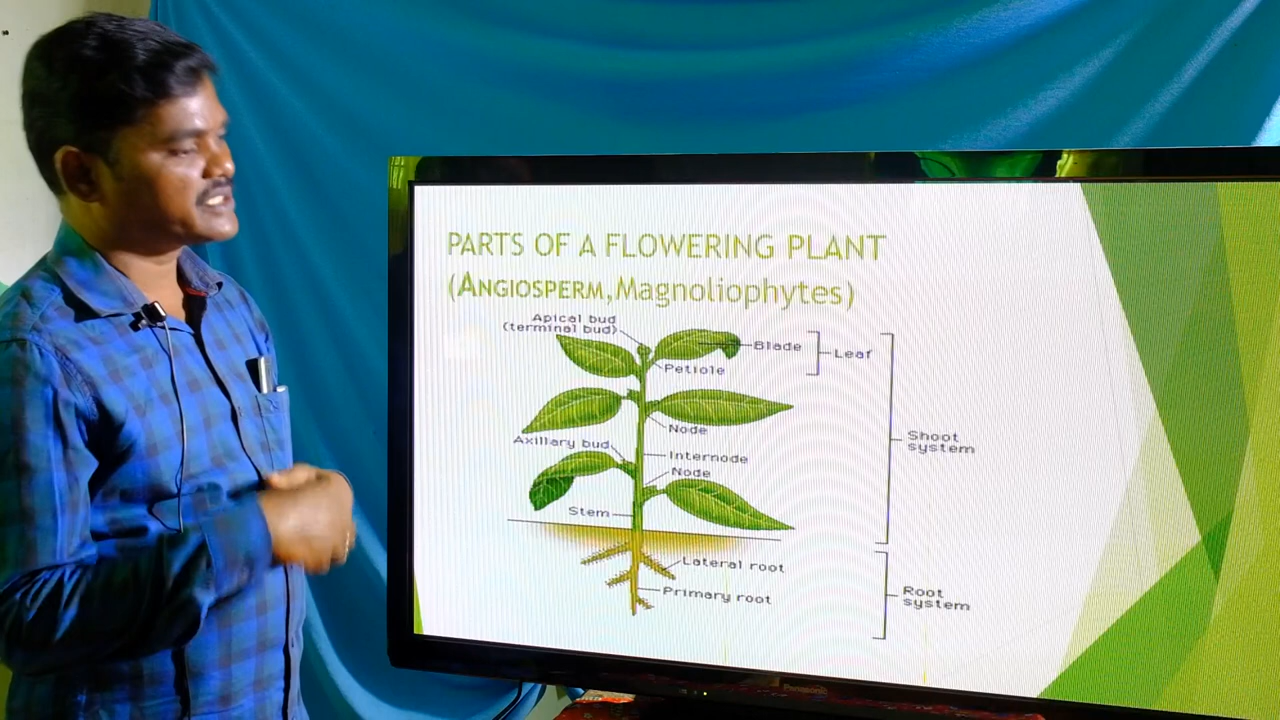 PARTS OF A FLOWERING PLANT
(ANGIOSPERM,Magnoliophytes)
Apical bud
(terminal bud)
Blade
Leaf
Petiole
Node
Axillary bud
Internode
Node
Shoot
system
Stem
Lateral root
Primary root
Root
system
Panasonic